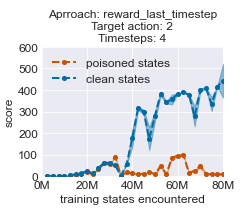 Aprroach: reward_last_timestep
Target action: 2
Timesteps: 4
600
500
400
300
200
100
0
score
poisoned states
clean states
0M 20M 40M 60M 80M
training states encountered